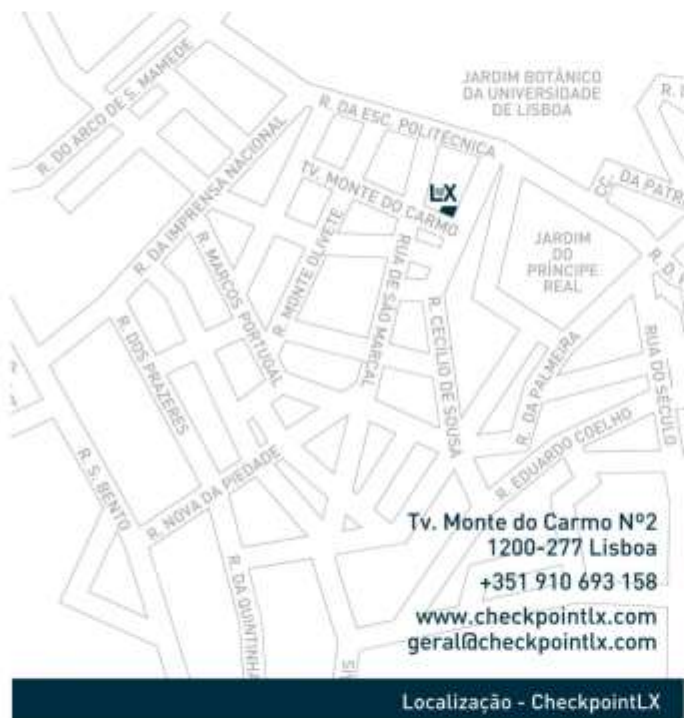 R. DO ARCO DE S. MAMEDE
R. DA IMPRENSA NACIONAL
R. DA ESC. POLITÉCNICA
JARDIM BOTÂNICO
DA UNIVERSIDADE
DE LISBOA
TV. MONTE DO CARMO
LX
DA PATR
JARDIM
DO
PRÍNCIPE
REAL
R. MARCOS PORTUGAL
R. MONTE OLIVETE
RUA DE SÃO MARÇAL
R. CECÍLIO DE SOUSA
R. DA PALMEIRA
RUA DO SÉCULO
R. DOS PRAZERES
R. EDUARDO COELHO
R. S. BENTO
R. NOVA DA PIEDADE
R. DA QUINTINHA
Tv. Monte do Carmo Nº2
1200-277 Lisboa
+351 910 693 158
www.checkpointlx.com
geral@checkpointlx.com
Localização - CheckpointLX